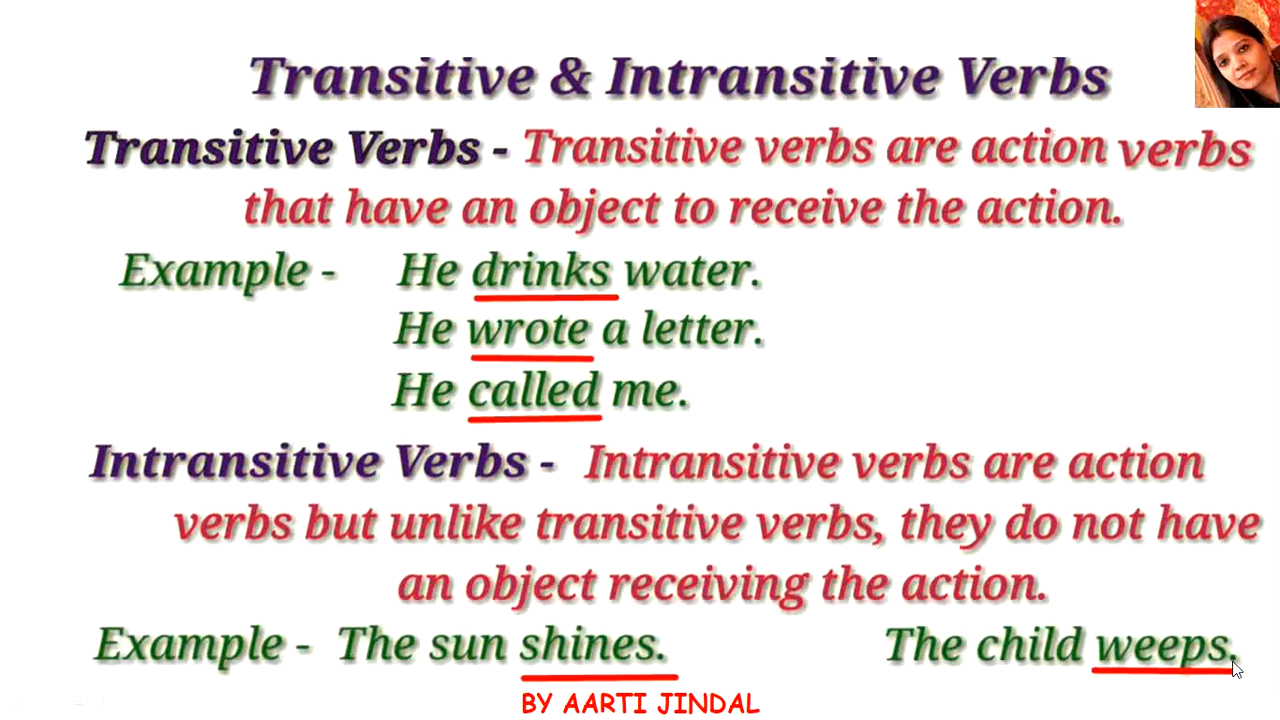 Transitive & Intransitive Verbs
Transitive Verbs - Transitive verbs are action verbs
that have an object to receive the action.
Example - He drinks water.
He wrote a letter.
He called me.
Intransitive Verbs - Intransitive verbs are action
verbs but unlike transitive verbs, they do not have
an object receiving the action.
Example - The sun shines. The child weeps.
BY AARTI JINDAL